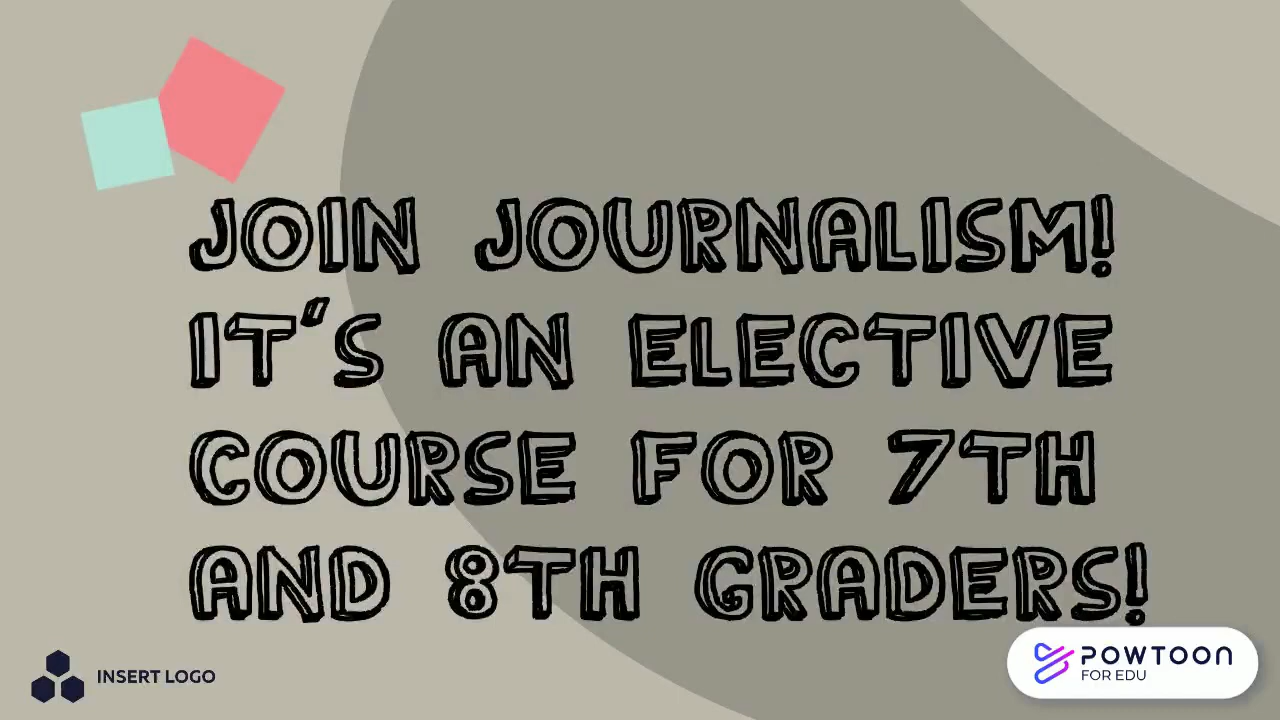 JOIN JOURNALISM!
IT'S AN ELECTIVE
COURSE FOR 7TH
AND 8TH GRADERS!
INSERT LOGO
POWTOON
FOR EDU